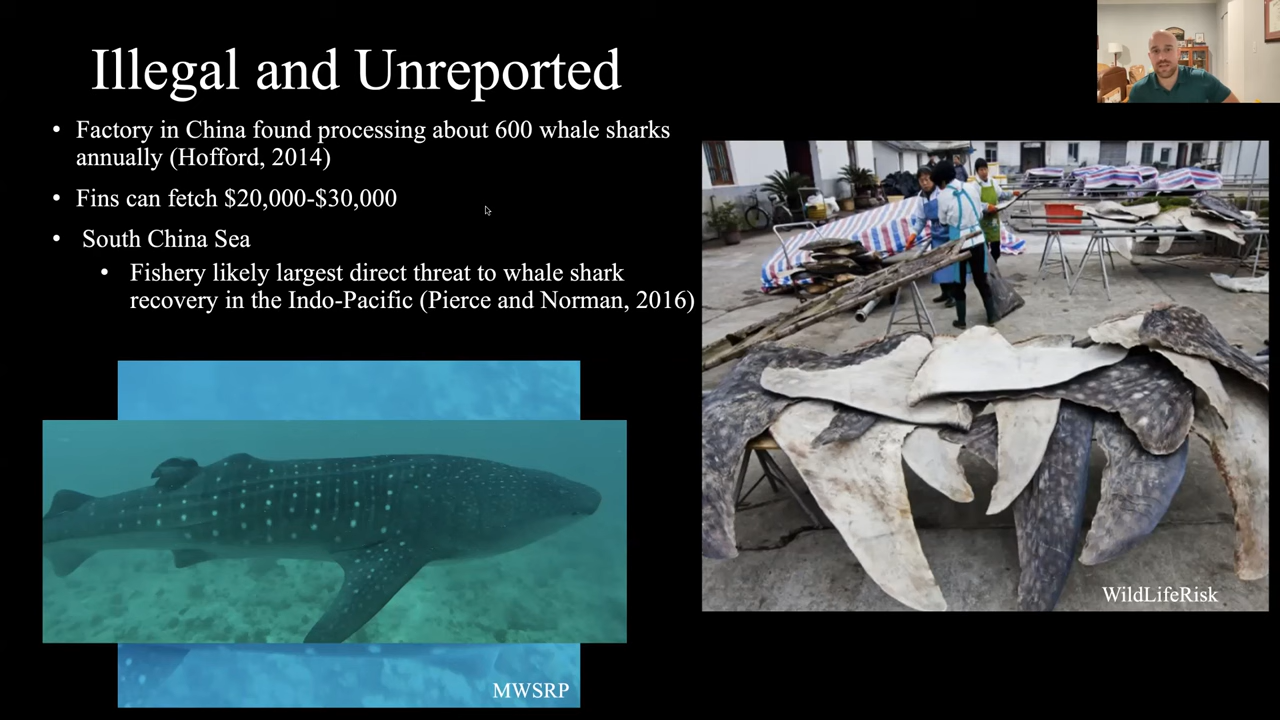 Illegal and Unreported
• Factory in China found processing about 600 whale sharks
annually (Hofford, 2014)
• Fins can fetch $20,000-$30,000
• South China Sea
• Fishery likely largest direct threat to whale shark
recovery in the Indo-Pacific (Pierce and Norman, 2016)
WildLifeRisk
MWSRP